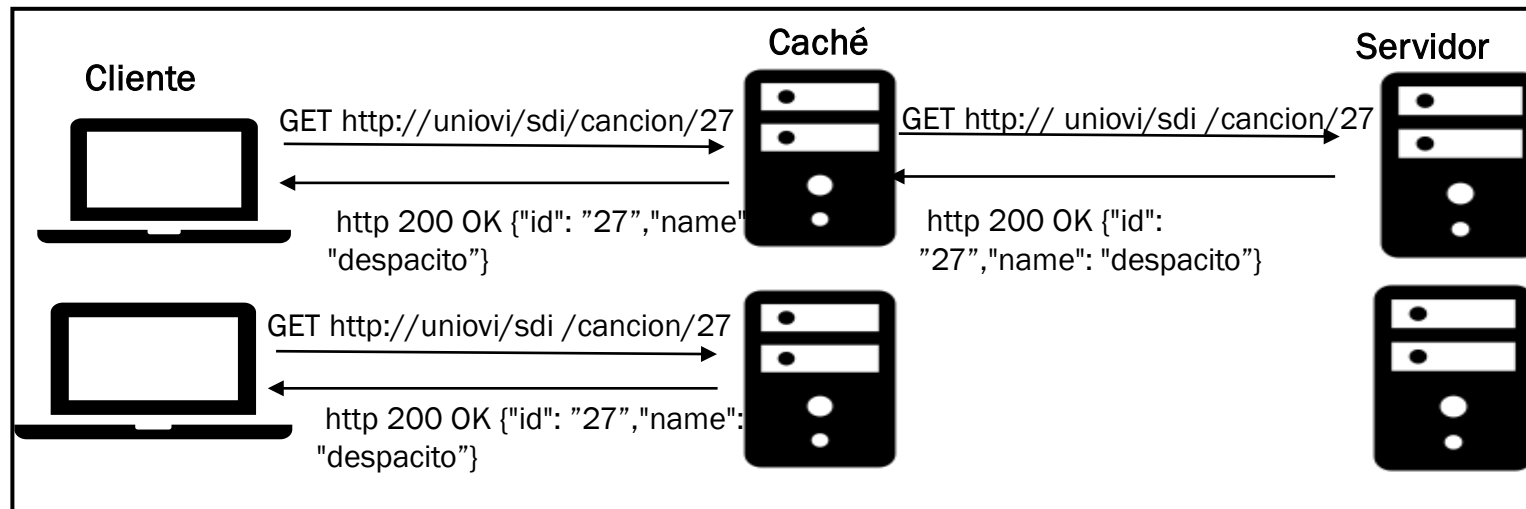 Cliente
Caché
Servidor
GET http://uniovi/sdi/cancion/27
GET http:// uniovi/sdi /cancion/27
http 200 OK {"id": ”27”,"name"
"despacito”}
http 200 OK {"id":
”27”,"name": "despacito”}
GET http://uniovi/sdi /cancion/27
http 200 OK {"id": ”27”,"name":
"despacito”}